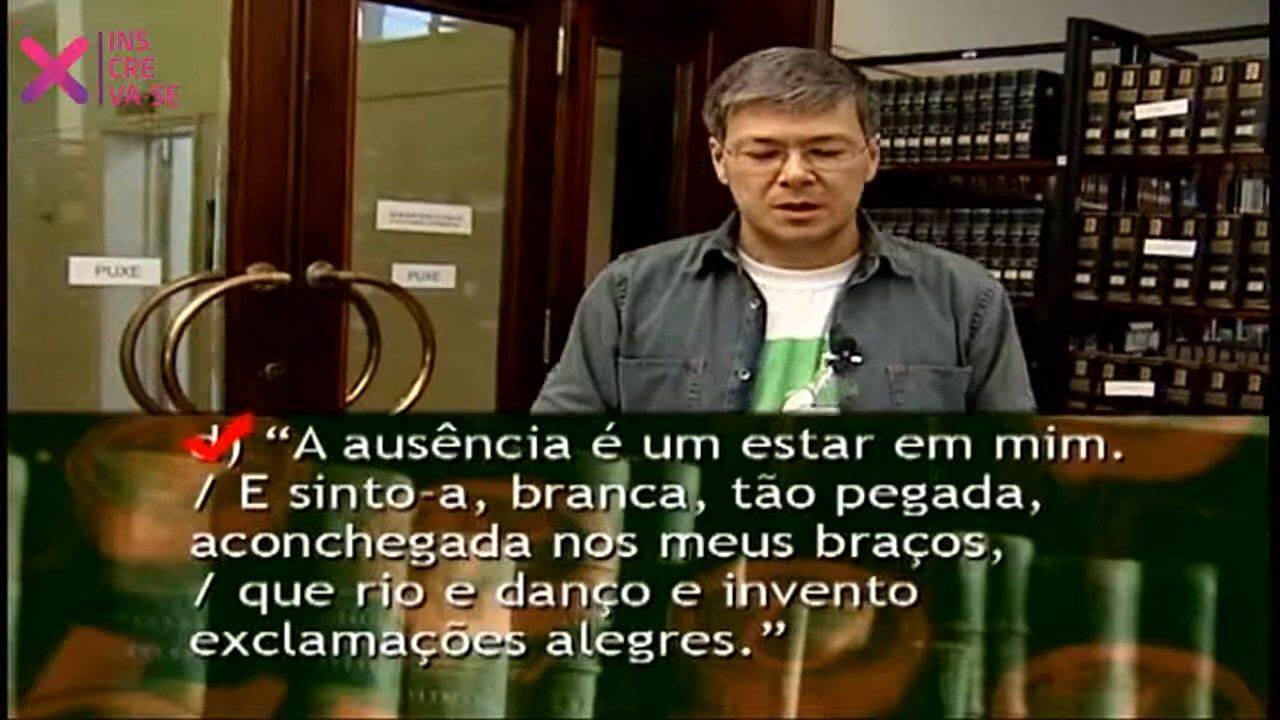 INS
CRE
VA-SE
PUXE
PUXE
d) “A ausência é um estar em mim.
/ E sinto-a, branca, tão pegada,
aconchegada nos meus braços,
/ que rio e danço e invento
exclamações alegres.”